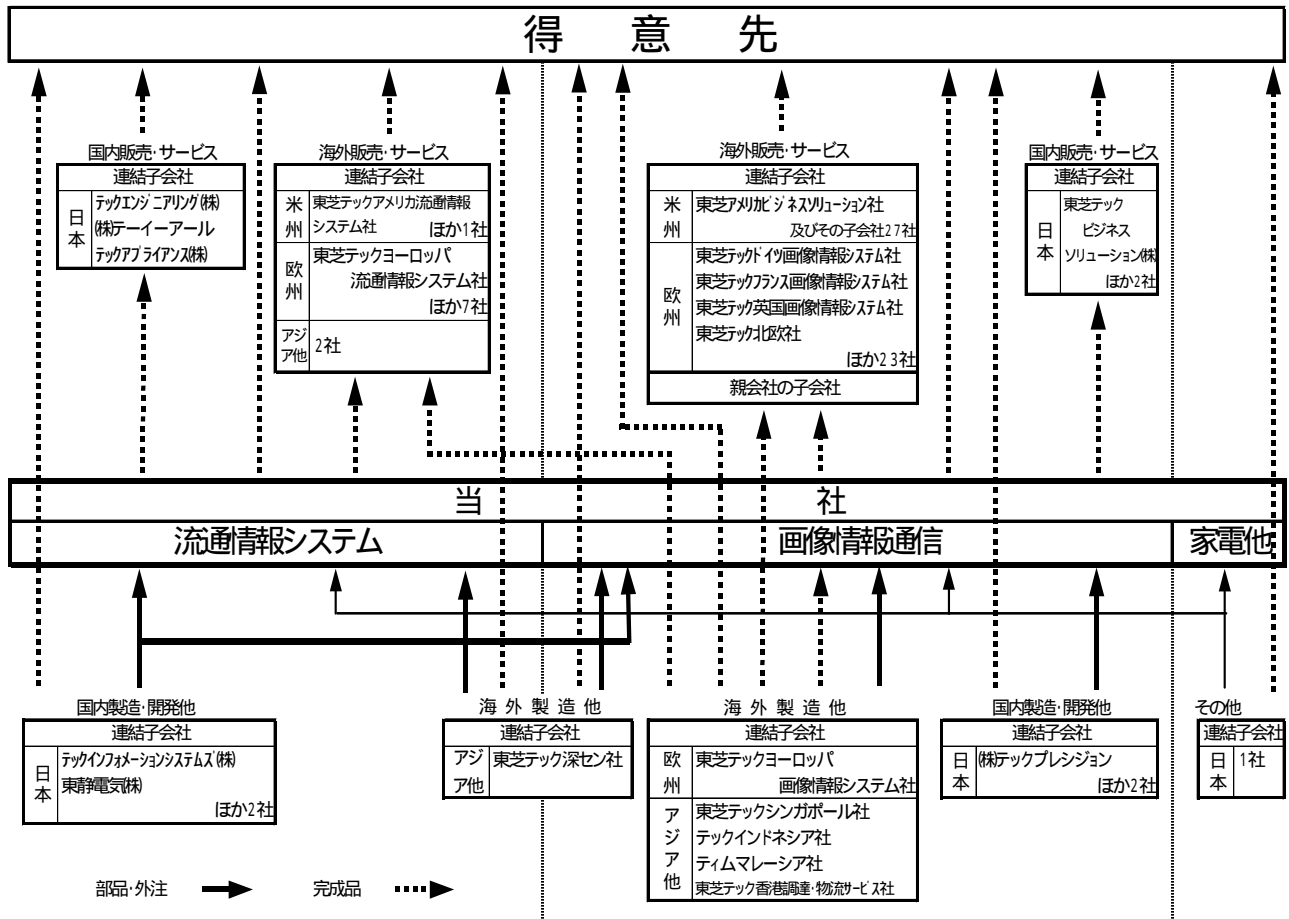 得意先
国内販売･サービス
連結子会社
日本
テックエンジニアリング(株)
(株)テーイーアール
テックアプライアンス(株)
海外販売･サービス
連結子会社
米州
東芝テックアメリカ流通情報
システム社 ほか1社
欧州
東芝テックヨーロッパ
流通情報システム社
ほか7社
アジア他
2社
海外販売･サービス
連結子会社
米州
東芝アメリカビジネスソリューション社
及びその子会社27社
欧州
東芝テックドイツ画像情報システム社
東芝テックフランス画像情報システム社
東芝テック英国画像情報システム社
東芝テック北欧社
ほか23社
親会社の子会社
国内販売･サービス
連結子会社
日本
東芝テック
ビジネス
ソリューション(株)
ほか2社
当社
流通情報システム
画像情報通信
家電他
国内製造･開発他
連結子会社
日本
テックインフォメーションシステムズ(株)
東静電気(株)
ほか2社
海外製造他
連結子会社
アジア他
東芝テック深セン社
海外製造他
連結子会社
欧州
東芝テックヨーロッパ
画像情報システム社
アジア他
東芝テックシンガポール社
テックインドネシア社
ティムマレーシア社
東芝テック香港調達･物流サービス社
国内製造･開発他
連結子会社
日本
(株)テックプレシジョン
ほか2社
その他
連結子会社
日本
1社
部品･外注
完成品